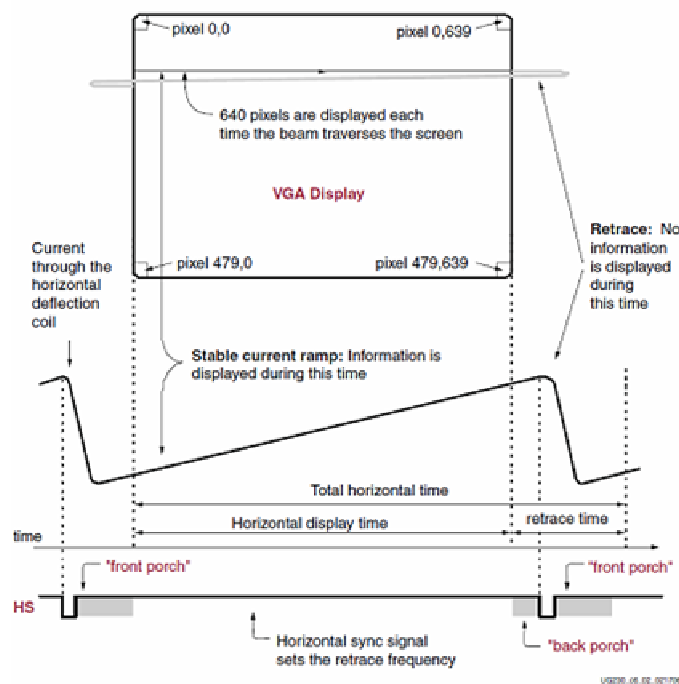 pixel 0,0
pixel 0,639
640 pixels are displayed each
time the beam traverses the screen
VGA Display
Retrace: No
information
is displayed
during
this time
Current
through the
horizontal
deflection
coil
pixel 479,0
pixel 479,639
Stable current ramp: Information is
displayed during this time
Total horizontal time
Horizontal display time
retrace time
time
"front porch"
"front porch"
HS
Horizontal sync signal
sets the retrace frequency
"back porch"